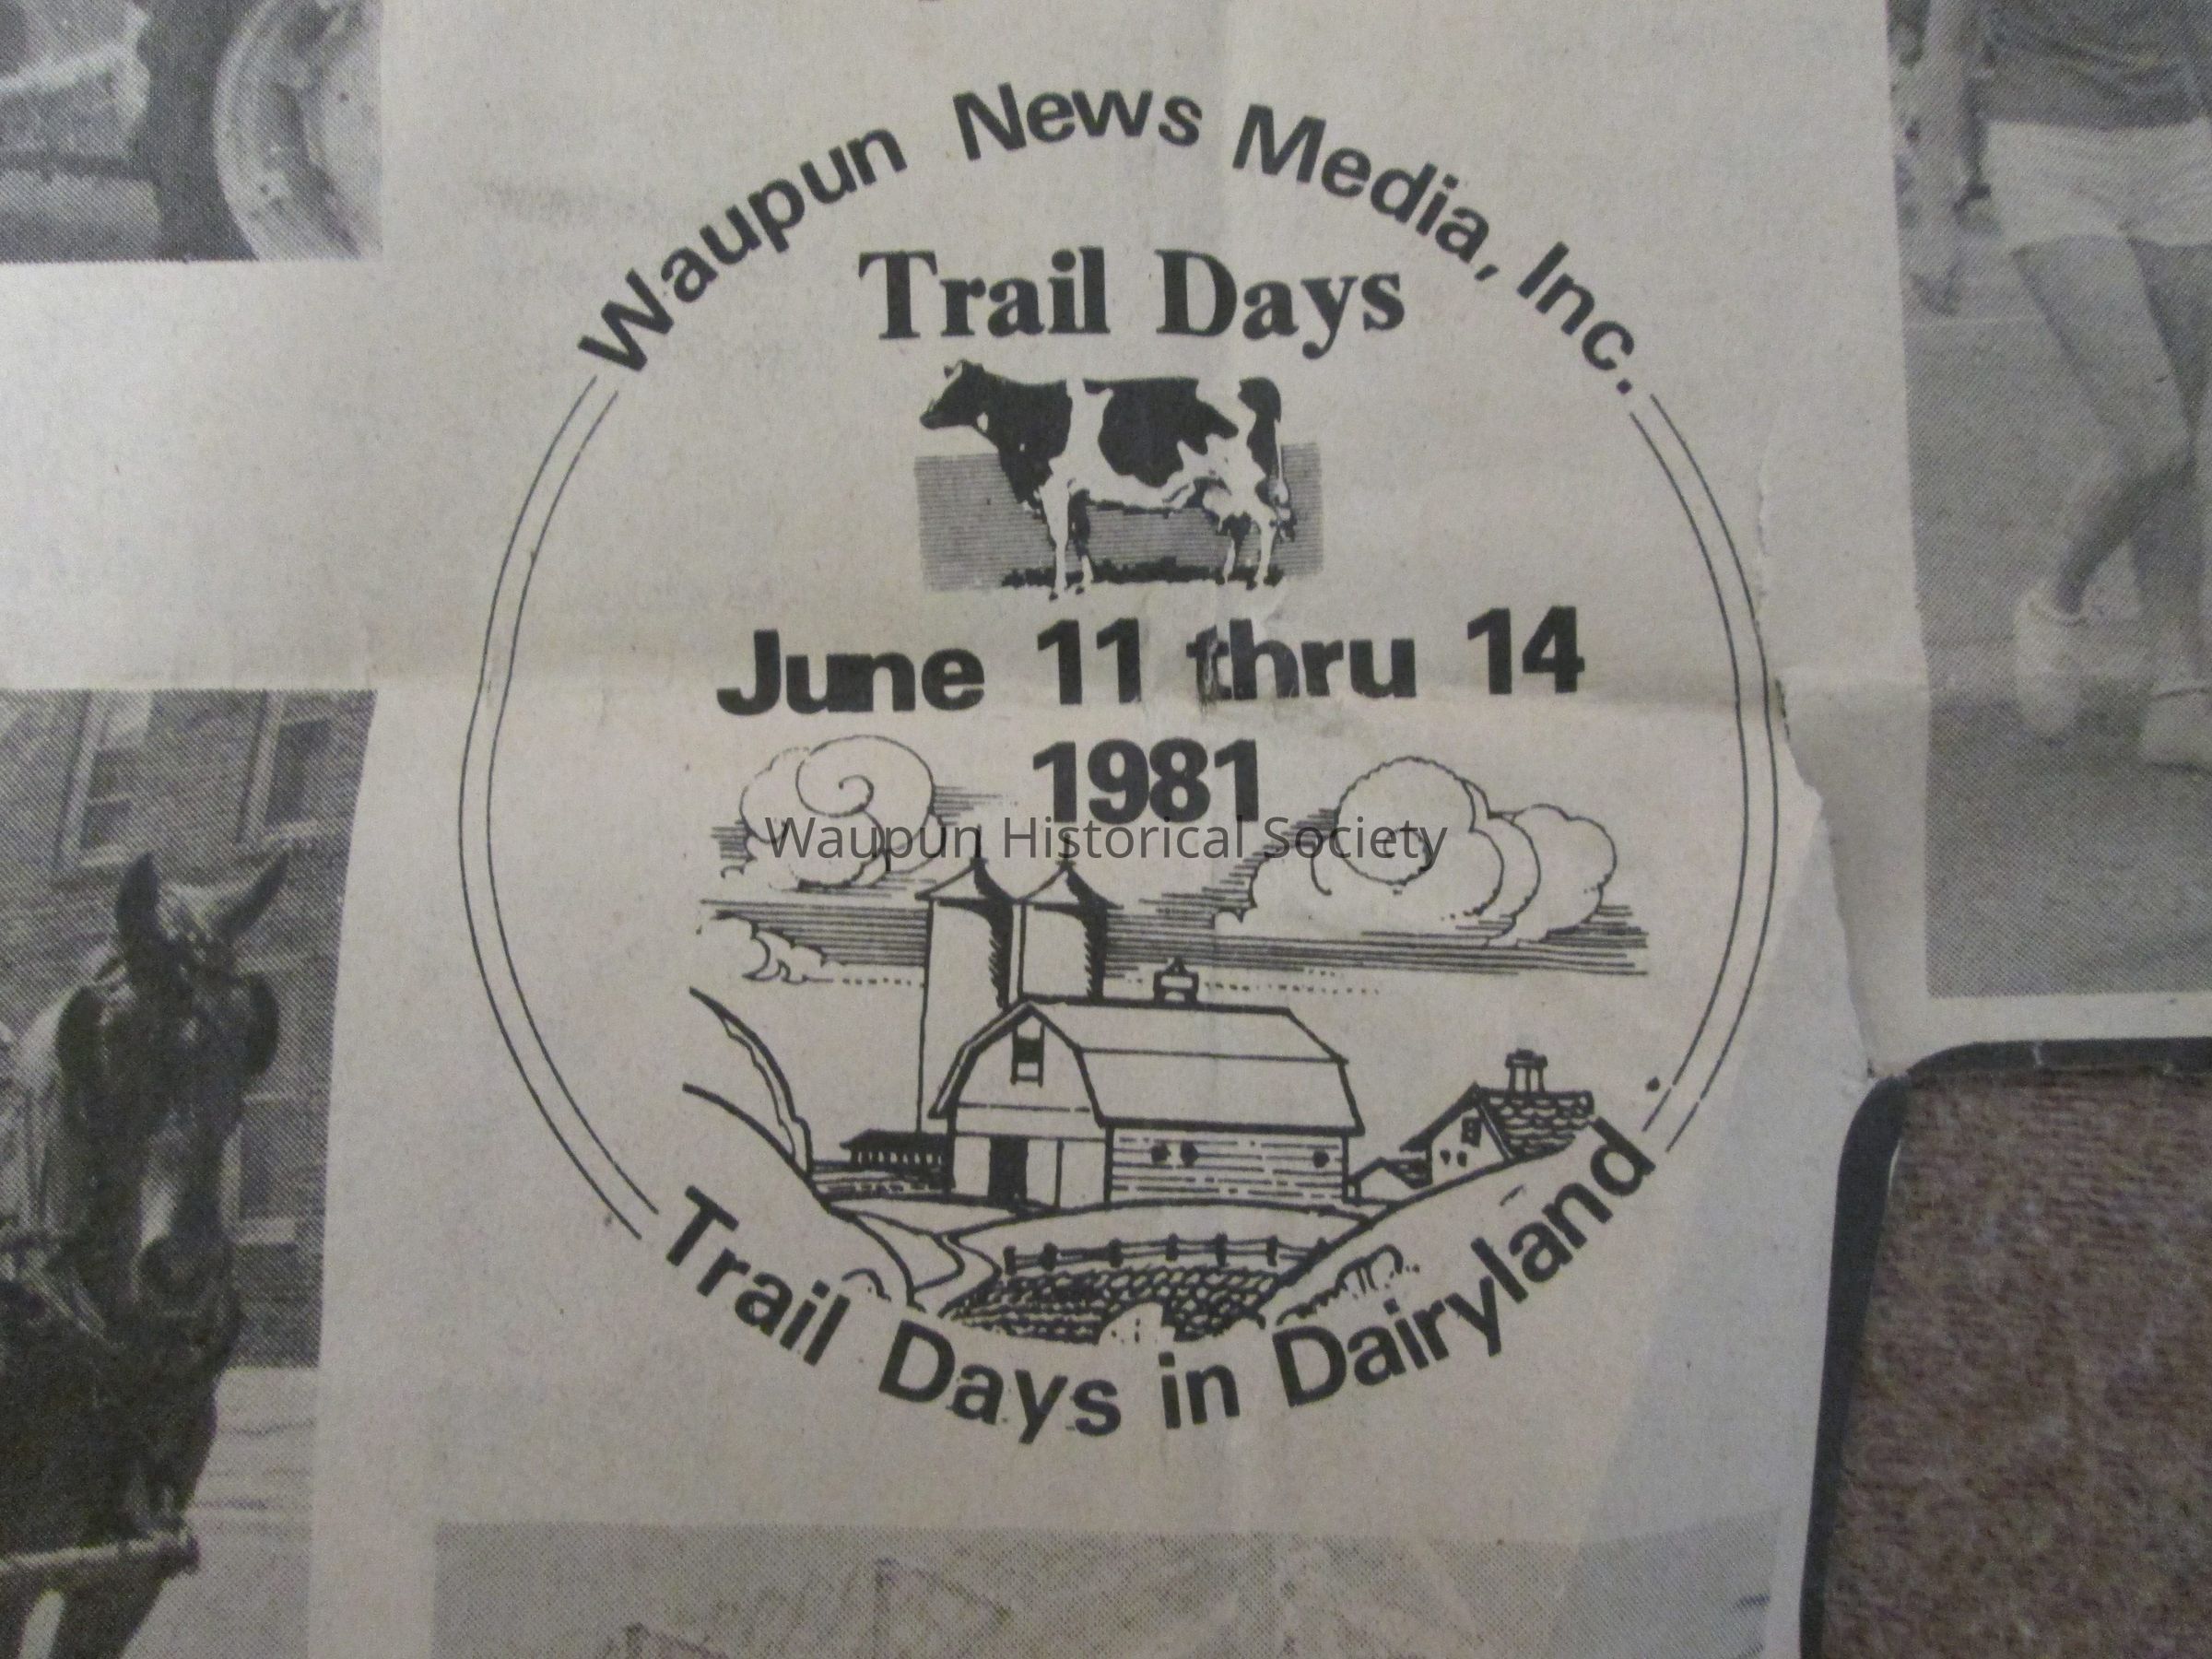 Waupun News Media, Inc.
Trail Days
June 11 thru 14
1981
Waupun Historical Society
Trail Days in Dairyland